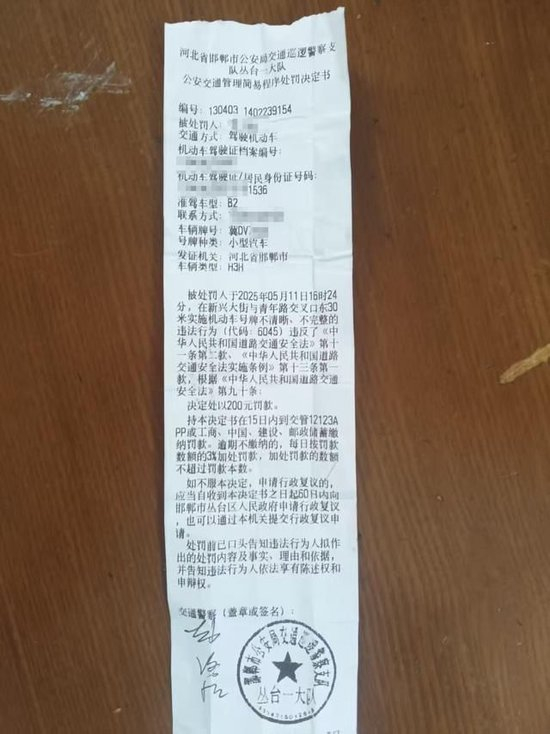 河北省邯郸市公安局交通巡逻警察支
队丛台一大队
公安交通管理简易程序处罚决定书
编号：130403 1402239154
被处罚人：
交通方式：驾驶机动车
机动车驾驶证档案编号：
机动车驾驶证/居民身份证号码：
1536
准驾车型：B2
联系方式：
车辆牌号：冀DV
号牌种类：小型汽车
发证机关：河北省邯郸市
车辆类型：H3H
被处罚人于2025年05月11日16时24
分，在新兴大街与青年路交叉口东30
米实施机动车号牌不清晰、不完整的
违法行为（代码：6045）违反了《中
华人民共和国道路交通安全法》第十
一条第二款、《中华人民共和国道路
交通安全法实施条例》第十三条第一
款，根据《中华人民共和国道路交通
安全法》第九十条：
决定处以200元罚款。
持本决定书在15日内到交管12123A
PP或工商、中国、建设、邮政储蓄缴
纳罚款。逾期不缴纳的，每日按罚款
数额的3%加处罚款，加处罚款的数额
不超过罚款本数。
如不服本决定，申请行政复议的，
应当自收到本决定书之日起60日内向
邯郸市丛台区人民政府申请行政复议
，也可以通过本机关提交行政复议申
请。
处罚前已口头告知违法行为人拟作
出的处罚内容及事实、理由和依据，
并告知违法行为人依法享有陈述权和
申辩权。
交通警察（盖章或签名）：
邯郸市公安局交通巡逻警察支队
丛台一大队